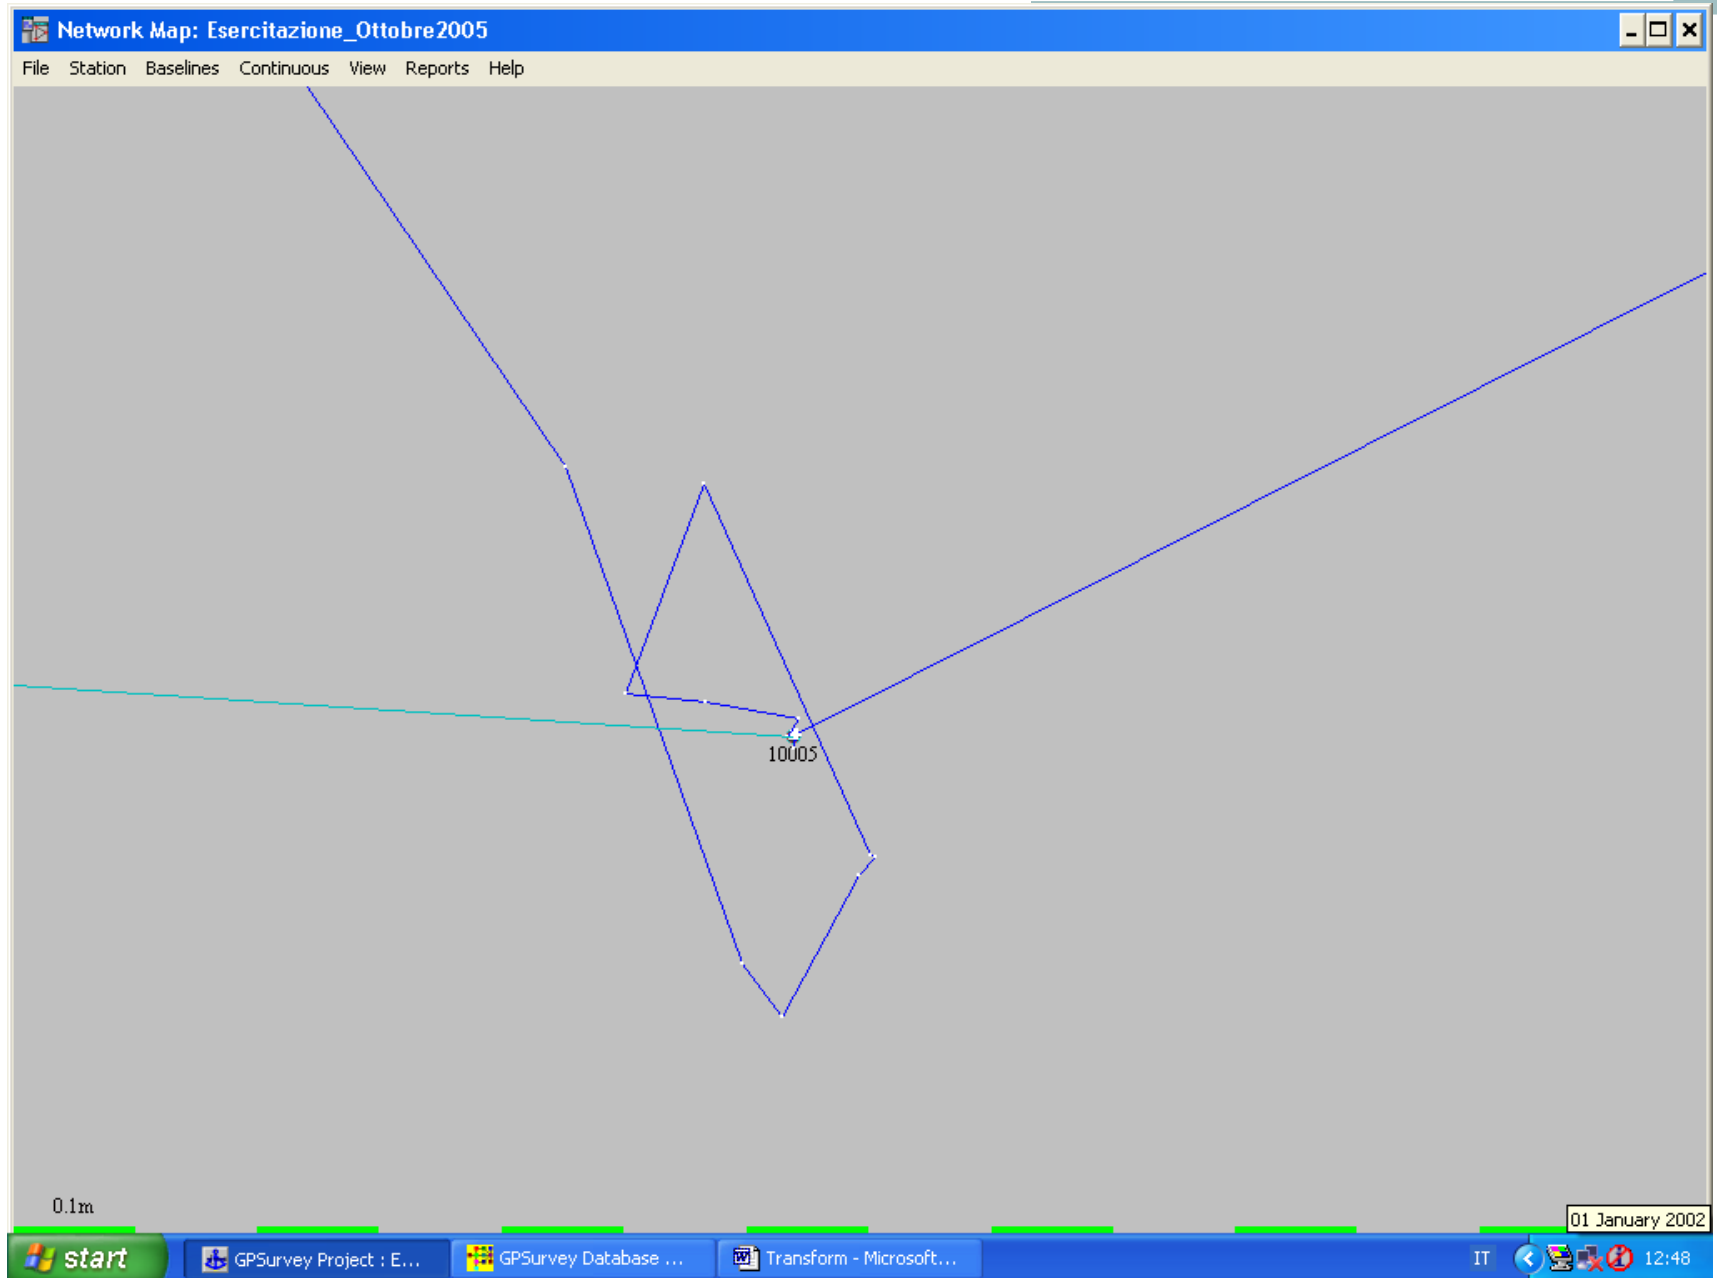 Network Map: Esercitazione_Ottobre2005
File Station Baselines Continuous View Reports Help
10005
0.1m
01 January 2002
start GPSurvey Project : E... GPSurvey Database ... Transform - Microsoft... IT 12:48